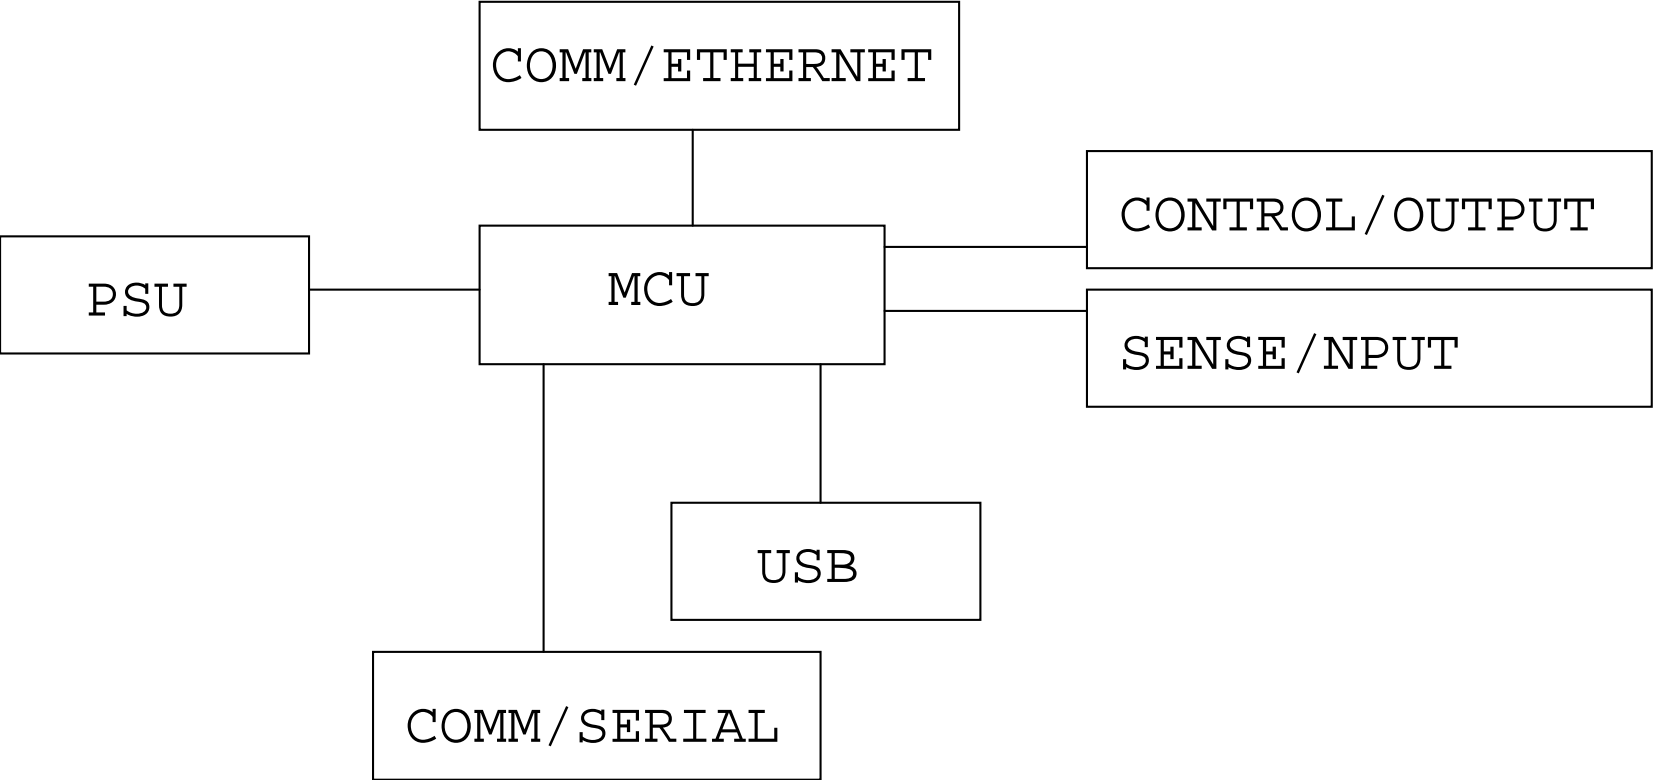 COMM/ETHERNET
CONTROL/OUTPUT
PSU
MCU
SENSE/NPUT
USB
COMM/SERIAL